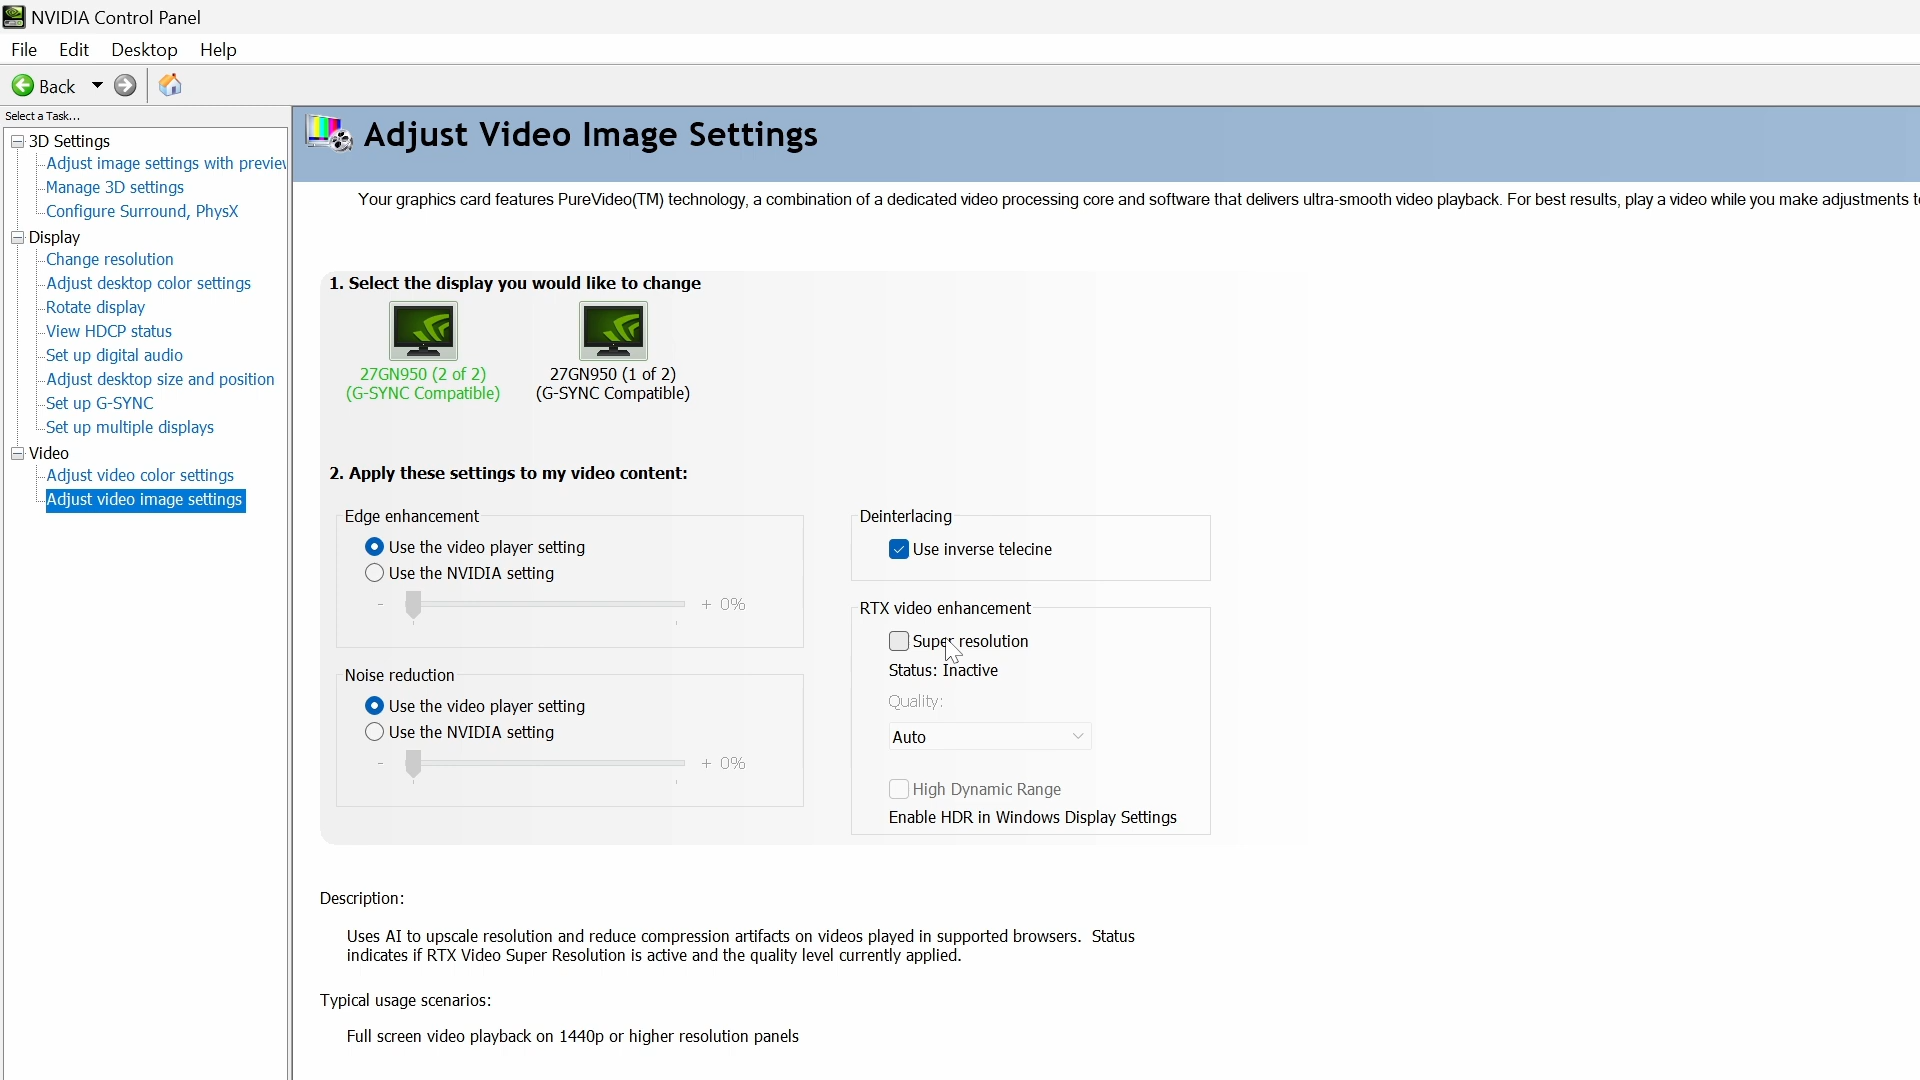 NVIDIA Control Panel
File Edit Desktop Help
Back
Select a Task...
3D Settings
Adjust image settings with
Manage 3D settings
Configure Surround, PhysX
Display
Change resolution
Adjust desktop color settings
Rotate display
View HDCP status
Set up digital audio
Adjust desktop size and position
Set up G-SYNC
Set up multiple displays
Video
Adjust video color settings
Adjust video image settings
Adjust Video Image Settings
Your graphics card features PureVideo(TM) technology, a combination of a dedicated video processing core and software that delivers ultra-smooth video playback. For best results, play a video while you make adjustments
1. Select the display you would like to change
27GN950 (2 of 2)
(G-SYNC Compatible)
27GN950 (1 of 2)
(G-SYNC Compatible)
2. Apply these settings to my video content:
Edge enhancement
Use the video player setting
Use the NVIDIA setting
- + 0%
Noise reduction
Use the video player setting
Use the NVIDIA setting
- + 0%
Deinterlacing
Use inverse telecine
RTX video enhancement
Super resolution
Status: Inactive
Quality:
Auto
High Dynamic Range
Enable HDR in Windows Display Settings
Description:
Uses AI to upscale resolution and reduce compression artifacts on videos played in supported browsers. Status
indicates if RTX Video Super Resolution is active and the quality level currently applied.
Typical usage scenarios:
Full screen video playback on 1440p or higher resolution panels